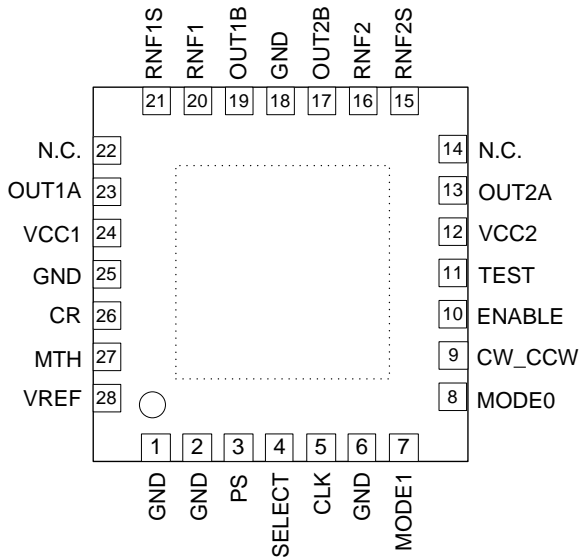 RNF1S
RNF1
OUT1B
GND
OUT2B
RNF2
RNF2S
21
20
19
18
17
16
15
N.C. 22
14 N.C.
OUT1A 23
13 OUT2A
VCC1 24
12 VCC2
GND 25
11 TEST
CR 26
10 ENABLE
MTH 27
9 CW_CCW
VREF 28
8 MODE0
1
2
3
4
5
6
7
GND
GND
PS
SELECT
CLK
GND
MODE1